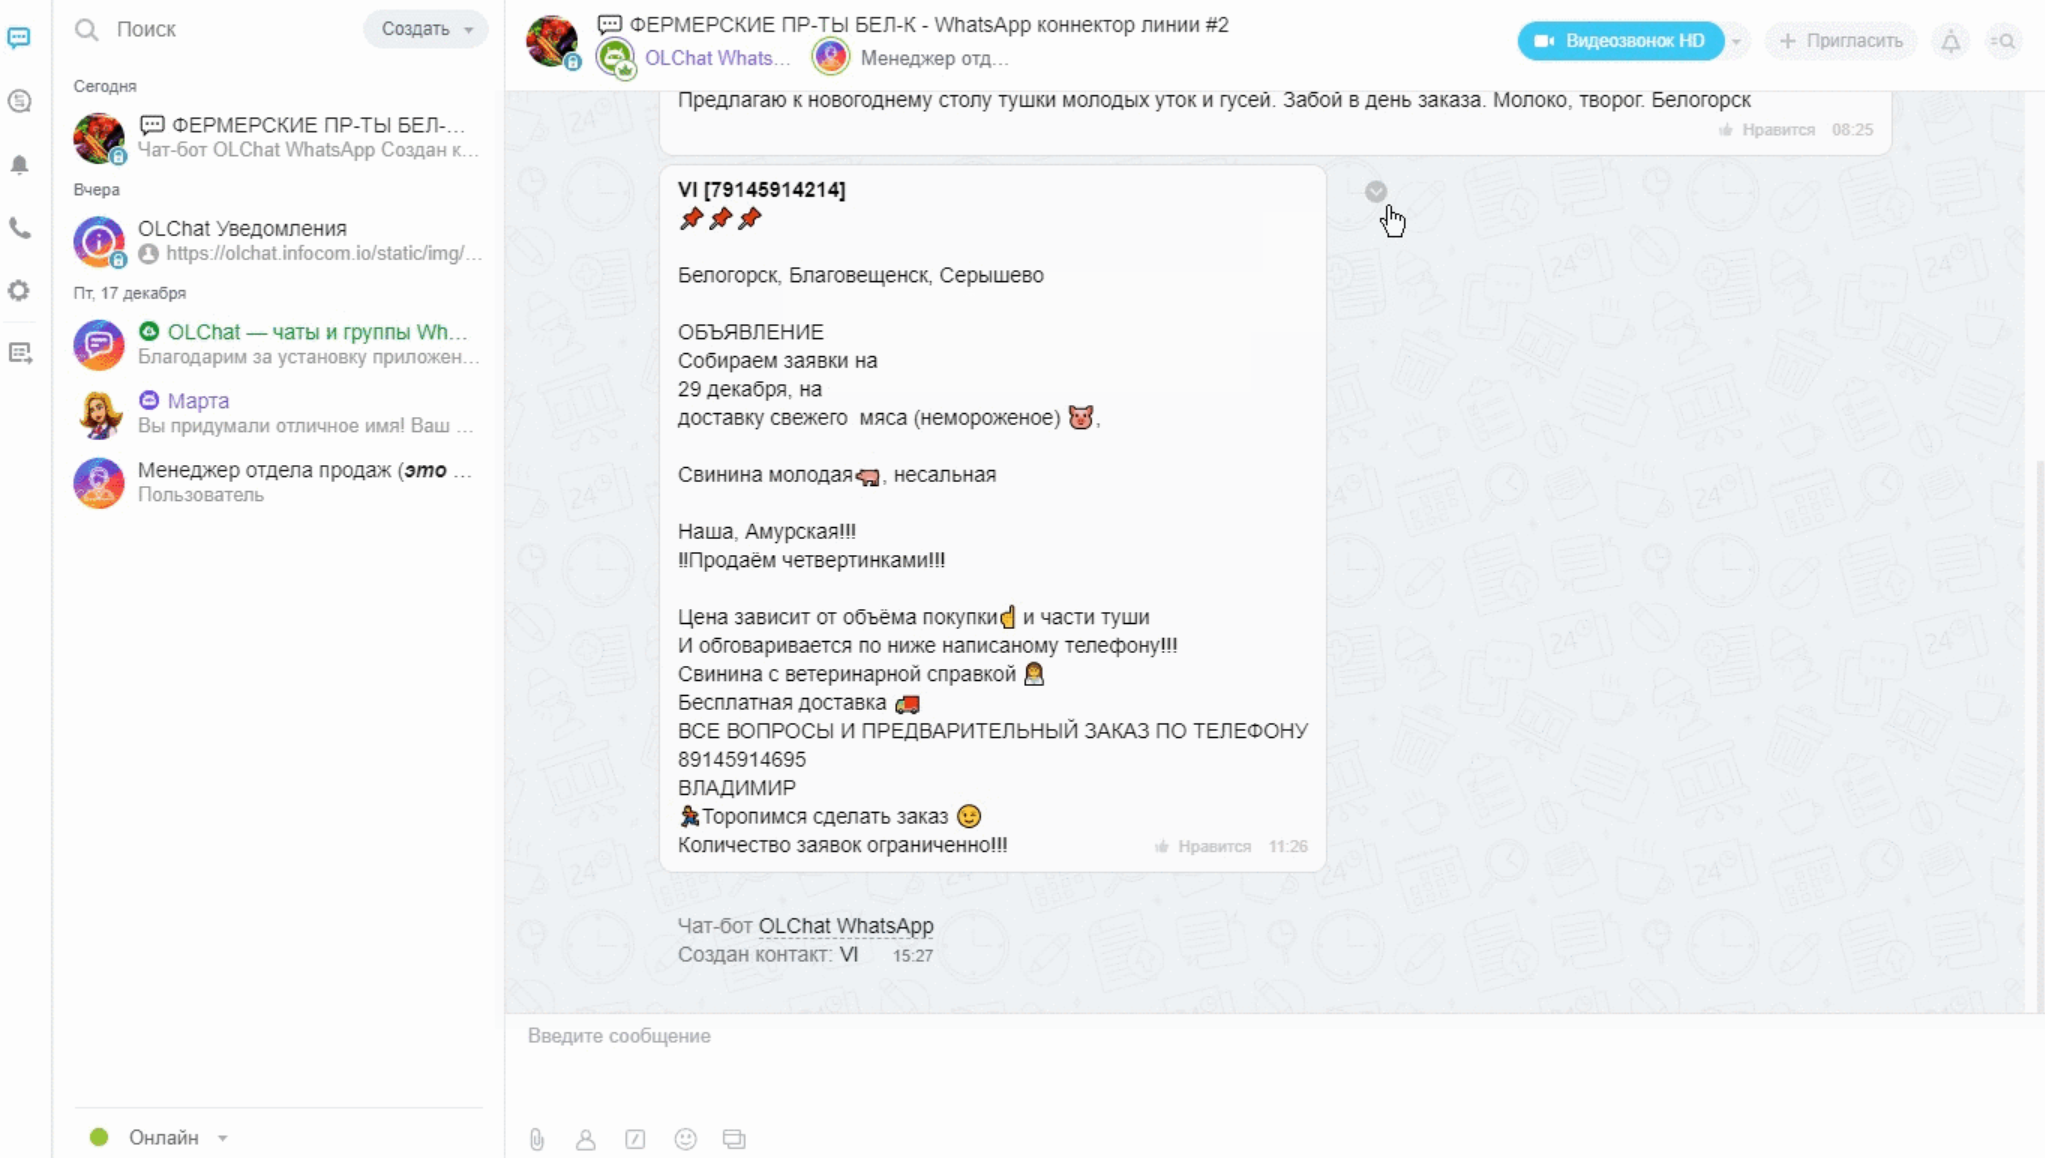 Поиск
Создать
Сегодня
ФЕРМЕРСКИЕ ПР-ТЫ БЕЛ-...
Чат-бот OLChat WhatsApp Создан к...
Вчера
OLChat Уведомления
https://olchat.infocom.io/static/img/...
Пт, 17 декабря
OLChat — чаты и группы Wh...
Благодарим за установку приложен...
Марта
Вы придумали отличное имя! Ваш ...
Менеджер отдела продаж (это ...
Пользователь
Онлайн
ФЕРМЕРСКИЕ ПР-ТЫ БЕЛ-К - WhatsApp коннектор линии #2
OLChat Whats...
Менеджер отд...
Видеозвонок HD
+ Пригласить
Предлагаю к новогоднему столу тушки молодых уток и гусей. Забой в день заказа. Молоко, творог. Белогорск
Нравится 08:25
VI [79145914214]
📌📌📌
Белогорск, Благовещенск, Серышево
ОБЪЯВЛЕНИЕ
Собираем заявки на
29 декабря, на
доставку свежего  мяса (немороженое) 🐷,
Свинина молодая🐖, несальная
Наша, Амурская!!!
!!Продаём четвертинками!!!
Цена зависит от объёма покупки☝ и части туши
И обговаривается по ниже написаному телефону!!!
Свинина с ветеринарной справкой 👩‍⚕️
Бесплатная доставка 🚚
ВСЕ ВОПРОСЫ И ПРЕДВАРИТЕЛЬНЫЙ ЗАКАЗ ПО ТЕЛЕФОНУ
89145914695
ВЛАДИМИР
🏃Торопимся сделать заказ 😉
Количество заявок ограниченно!!!
Нравится 11:26
Чат-бот OLChat WhatsApp
Создан контакт: VI 15:27
Введите сообщение